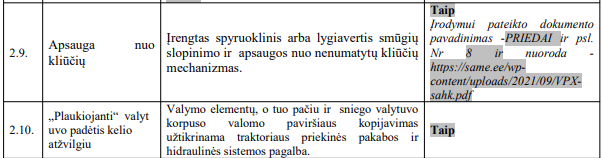 Taip
2.9.
Apsauga nuo
kliūčių
Įrengtas spyruoklinis arba lygiavertis smūgių
slopinimo ir apsaugos nuo nenumatytų kliūčių
mechanizmas.
Įrodymui pateikto dokumento
pavadinimas -PRIEDAI ir psl.
Nr 8 ir nuoroda -
https://same.ee/wp-
content/uploads/2021/09/VPX-
sahk.pdf
2.10.
„Plaukiojanti“ valyt
uvo padėtis kelio
atžvilgiu
Valymo elementų, o tuo pačiu ir sniego valytuvo
korpuso valomo paviršiaus kopijavimas
užtikrinama traktoriaus priekinės pakabos ir
hidraulinės sistemos pagalba.
Taip